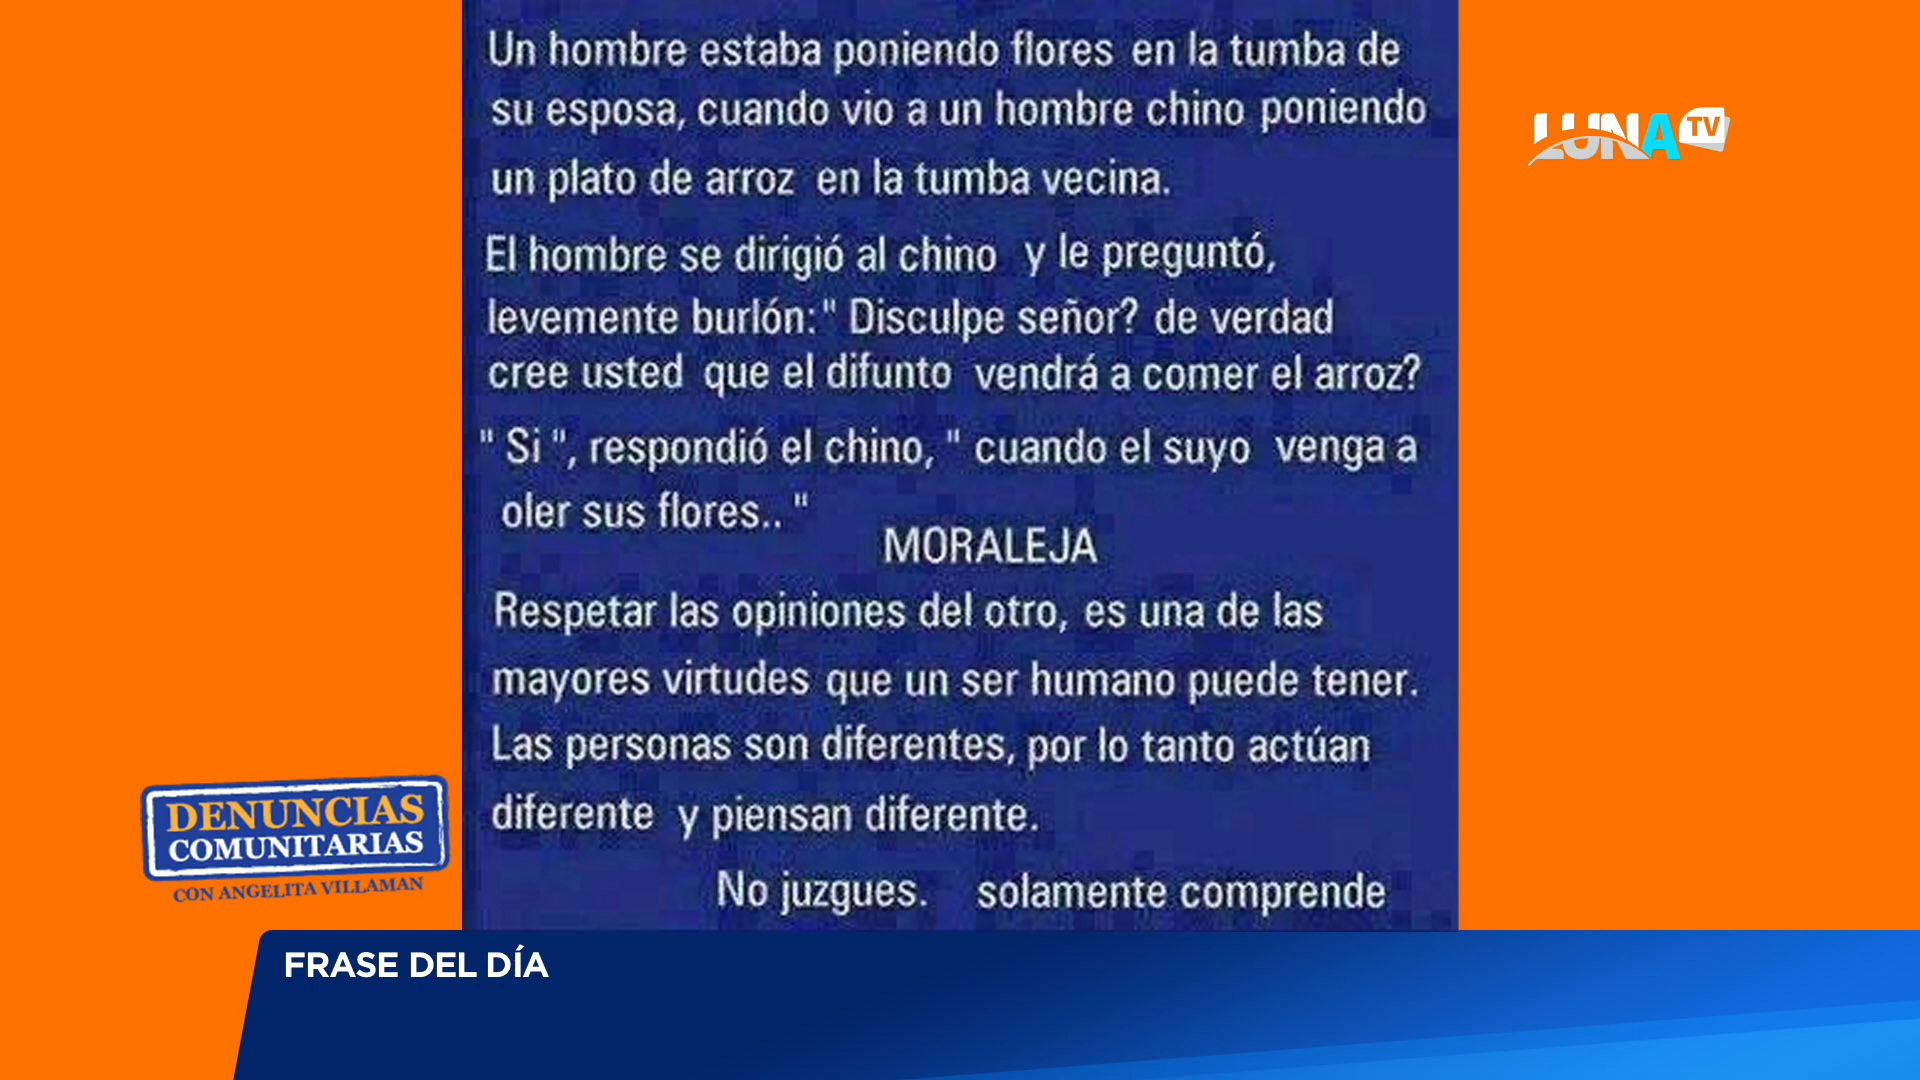 Un hombre estaba poniendo flores en la tumba de
su esposa, cuando vio a un hombre chino poniendo
un plato de arroz en la tumba vecina.
El hombre se dirigió al chino y le preguntó,
levemente burlón:" Disculpe señor? de verdad
cree usted que el difunto vendrá a comer el arroz?
" Si ", respondió el chino, " cuando el suyo venga a
oler sus flores.. "
MORALEJA
Respetar las opiniones del otro, es una de las
mayores virtudes que un ser humano puede tener.
Las personas son diferentes, por lo tanto actúan
diferente y piensan diferente.
No juzgues. solamente comprende
LUNA TV
DENUNCIAS
COMUNITARIAS
CON ANGELITA VILLAMAN
FRASE DEL DÍA